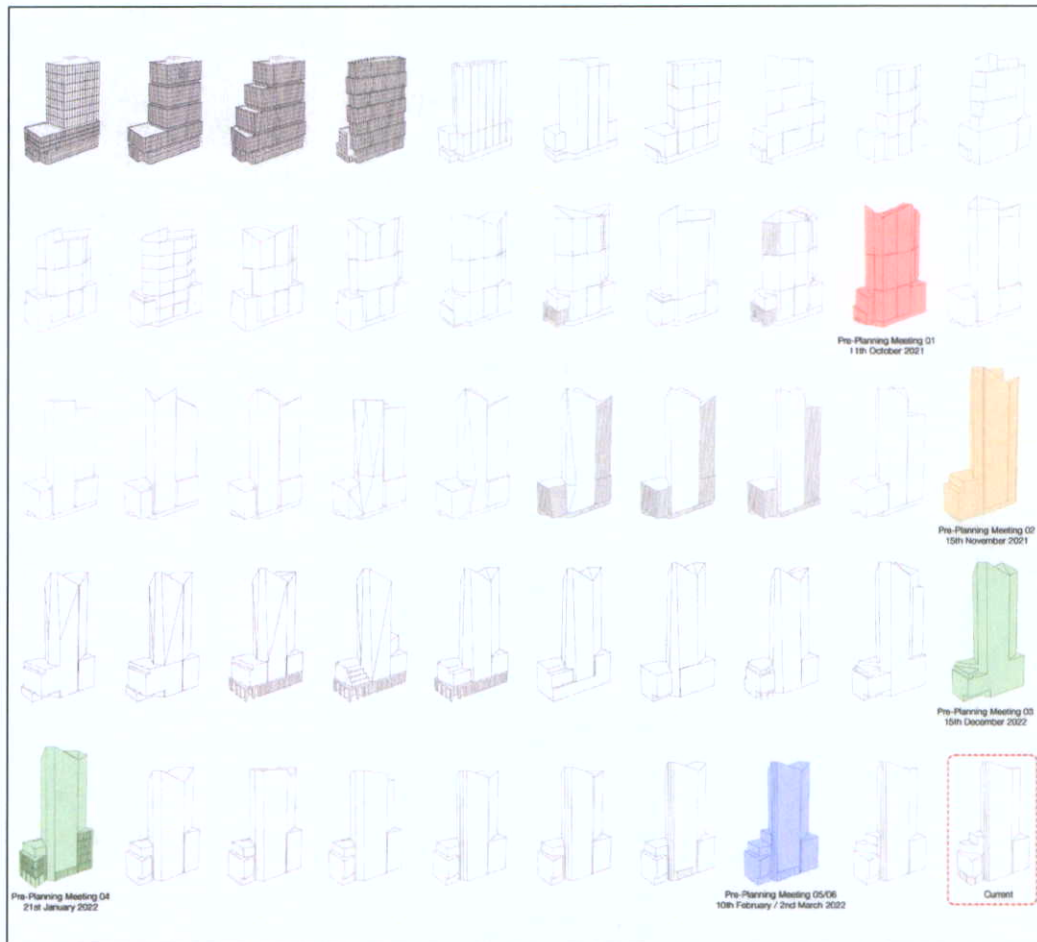 Pre-Planning Meeting 01
11th October 2021
Pre-Planning Meeting 02
15th November 2021
Pre-Planning Meeting 03
15th December 2022
Pre-Planning Meeting 04
21st January 2022
Pre-Planning Meeting 05/06
10th February / 2nd March 2022
Current